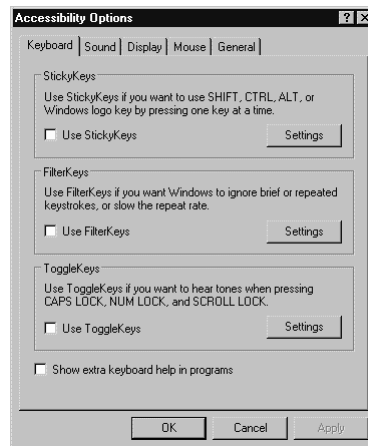 Accessibility Options
Keyboard Sound Display Mouse General
StickyKeys
Use StickyKeys if you want to use SHIFT, CTRL, ALT, or
Windows logo key by pressing one key at a time.
Use StickyKeys Settings
FilterKeys
Use FilterKeys if you want Windows to ignore brief or repeated
keystrokes, or slow the repeat rate.
Use FilterKeys Settings
ToggleKeys
Use ToggleKeys if you want to hear tones when pressing
CAPS LOCK, NUM LOCK, and SCROLL LOCK.
Use ToggleKeys Settings
Show extra keyboard help in programs
OK Cancel Apply